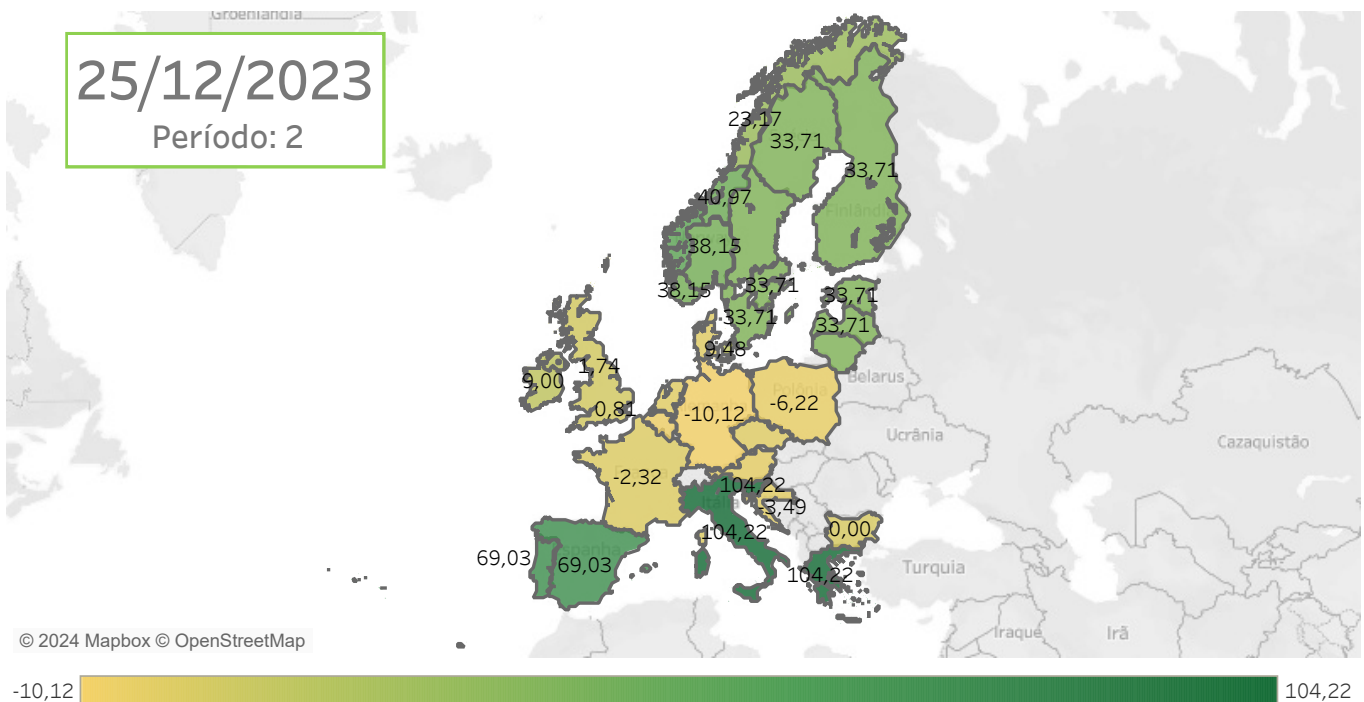 Groenlândia
25/12/2023
Período: 2
23,17
33,71
33,71
40,97
Finlândia
38,15
38,15
33,71
33,71
33,71
33,71
9,48
1,74
9,00
0,81
Belarus
Polônia
-6,22
-10,12
Ucrânia
Cazaquistão
-2,32
104,22
Itália
-3,49
104,22
0,00
69,03
Espanha
69,03
104,22
Turquia
Iraque
Irã
© 2024 Mapbox © OpenStreetMap
-10,12
104,22